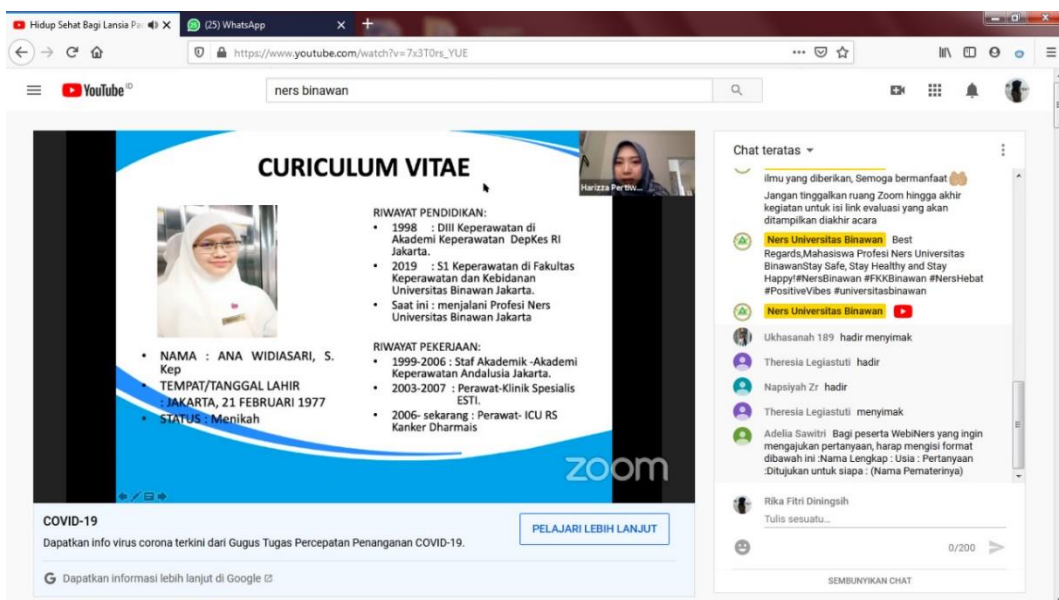 Hidup Sehat Bagi Lansia Pa
(25) WhatsApp
https://www.youtube.com/watch?v=7x3T0rs_YUE
YouTube ID
ners binawan
CURICULUM VITAE
Harizza Pertiw...
NAMA : ANA WIDIASARI, S.
Kep
TEMPAT/TANGGAL LAHIR
: JAKARTA, 21 FEBRUARI 1977
STATUS : Menikah
RIWAYAT PENDIDIKAN:
1998 : DIII Keperawatan di
Akademi Keperawatan DepKes RI
Jakarta.
2019 : S1 Keperawatan di Fakultas
Keperawatan dan Kebidanan
Universitas Binawan Jakarta.
Saat ini : menjalani Profesi Ners
Universitas Binawan Jakarta
RIWAYAT PEKERJAAN:
1999-2006 : Staf Akademik -Akademi
Keperawatan Andalusia Jakarta.
2003-2007 : Perawat-Klinik Spesialis
ESTI.
2006- sekarang : Perawat- ICU RS
Kanker Dharmais
zoom
COVID-19
Dapatkan info virus corona terkini dari Gugus Tugas Percepatan Penanganan COVID-19.
PELAJARI LEBIH LANJUT
Dapatkan informasi lebih lanjut di Google
Chat teratas
ilmu yang diberikan, Semoga bermanfaat
Jangan tinggalkan ruang Zoom hingga akhir
kegiatan untuk isi link evaluasi yang akan
ditampilkan diakhir acara
Ners Universitas Binawan Best
Regards,Mahasiswa Profesi Ners Universitas
BinawanStay Safe, Stay Healthy and Stay
Happy!#NersBinawan #FKKBinawan #NersHebat
#PositiveVibes #universitasbinawan
Ners Universitas Binawan
Ukhasanah 189 hadir menyimak
Theresia Legiastuti hadir
Napsiyah Zr hadir
Theresia Legiastuti menyimak
Adelia Sawitri Bagi peserta WebiNers yang ingin
mengajukan pertanyaan, harap mengisi format
dibawah ini :Nama Lengkap : Usia : Pertanyaan
:Ditujukan untuk siapa : (Nama Pematerinya)
Rika Fitri Diningsih
Tulis sesuatu...
0/200
SEMBUNYIKAN CHAT